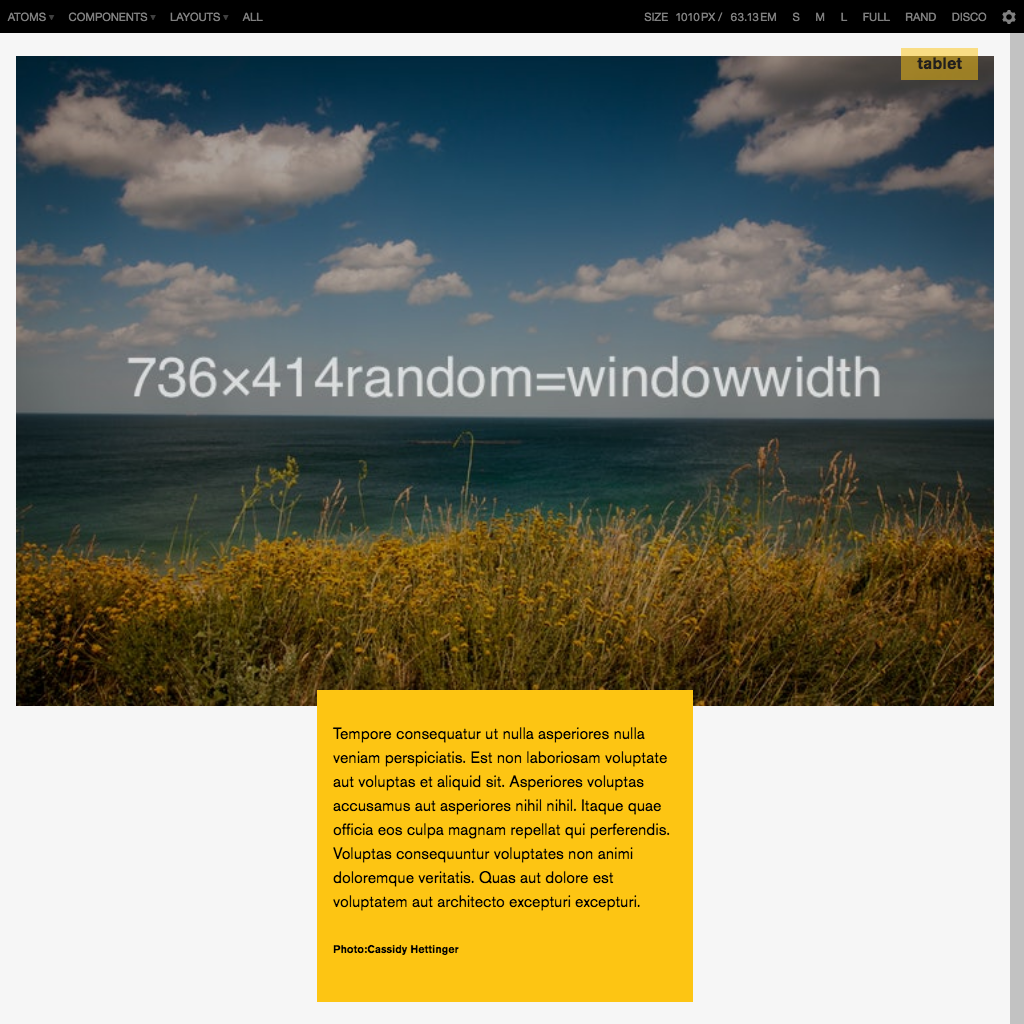 ATOMS▾ COMPONENTS▾ LAYOUTS▾ ALL SIZE 1010PX / 63.13EM S M L FULL RAND DISCO
tablet
736×414random=windowwidth
Tempore consequatur ut nulla asperiores nulla
veniam perspiciatis. Est non laboriosam voluptate
aut voluptas et aliquid sit. Asperiores voluptas
accusamus aut asperiores nihil nihil. Itaque quae
officia eos culpa magnam repellat qui perferendis.
Voluptas consequuntur voluptates non animi
doloremque veritatis. Quas aut dolore est
voluptatem aut architecto excepturi excepturi.
Photo:Cassidy Hettinger